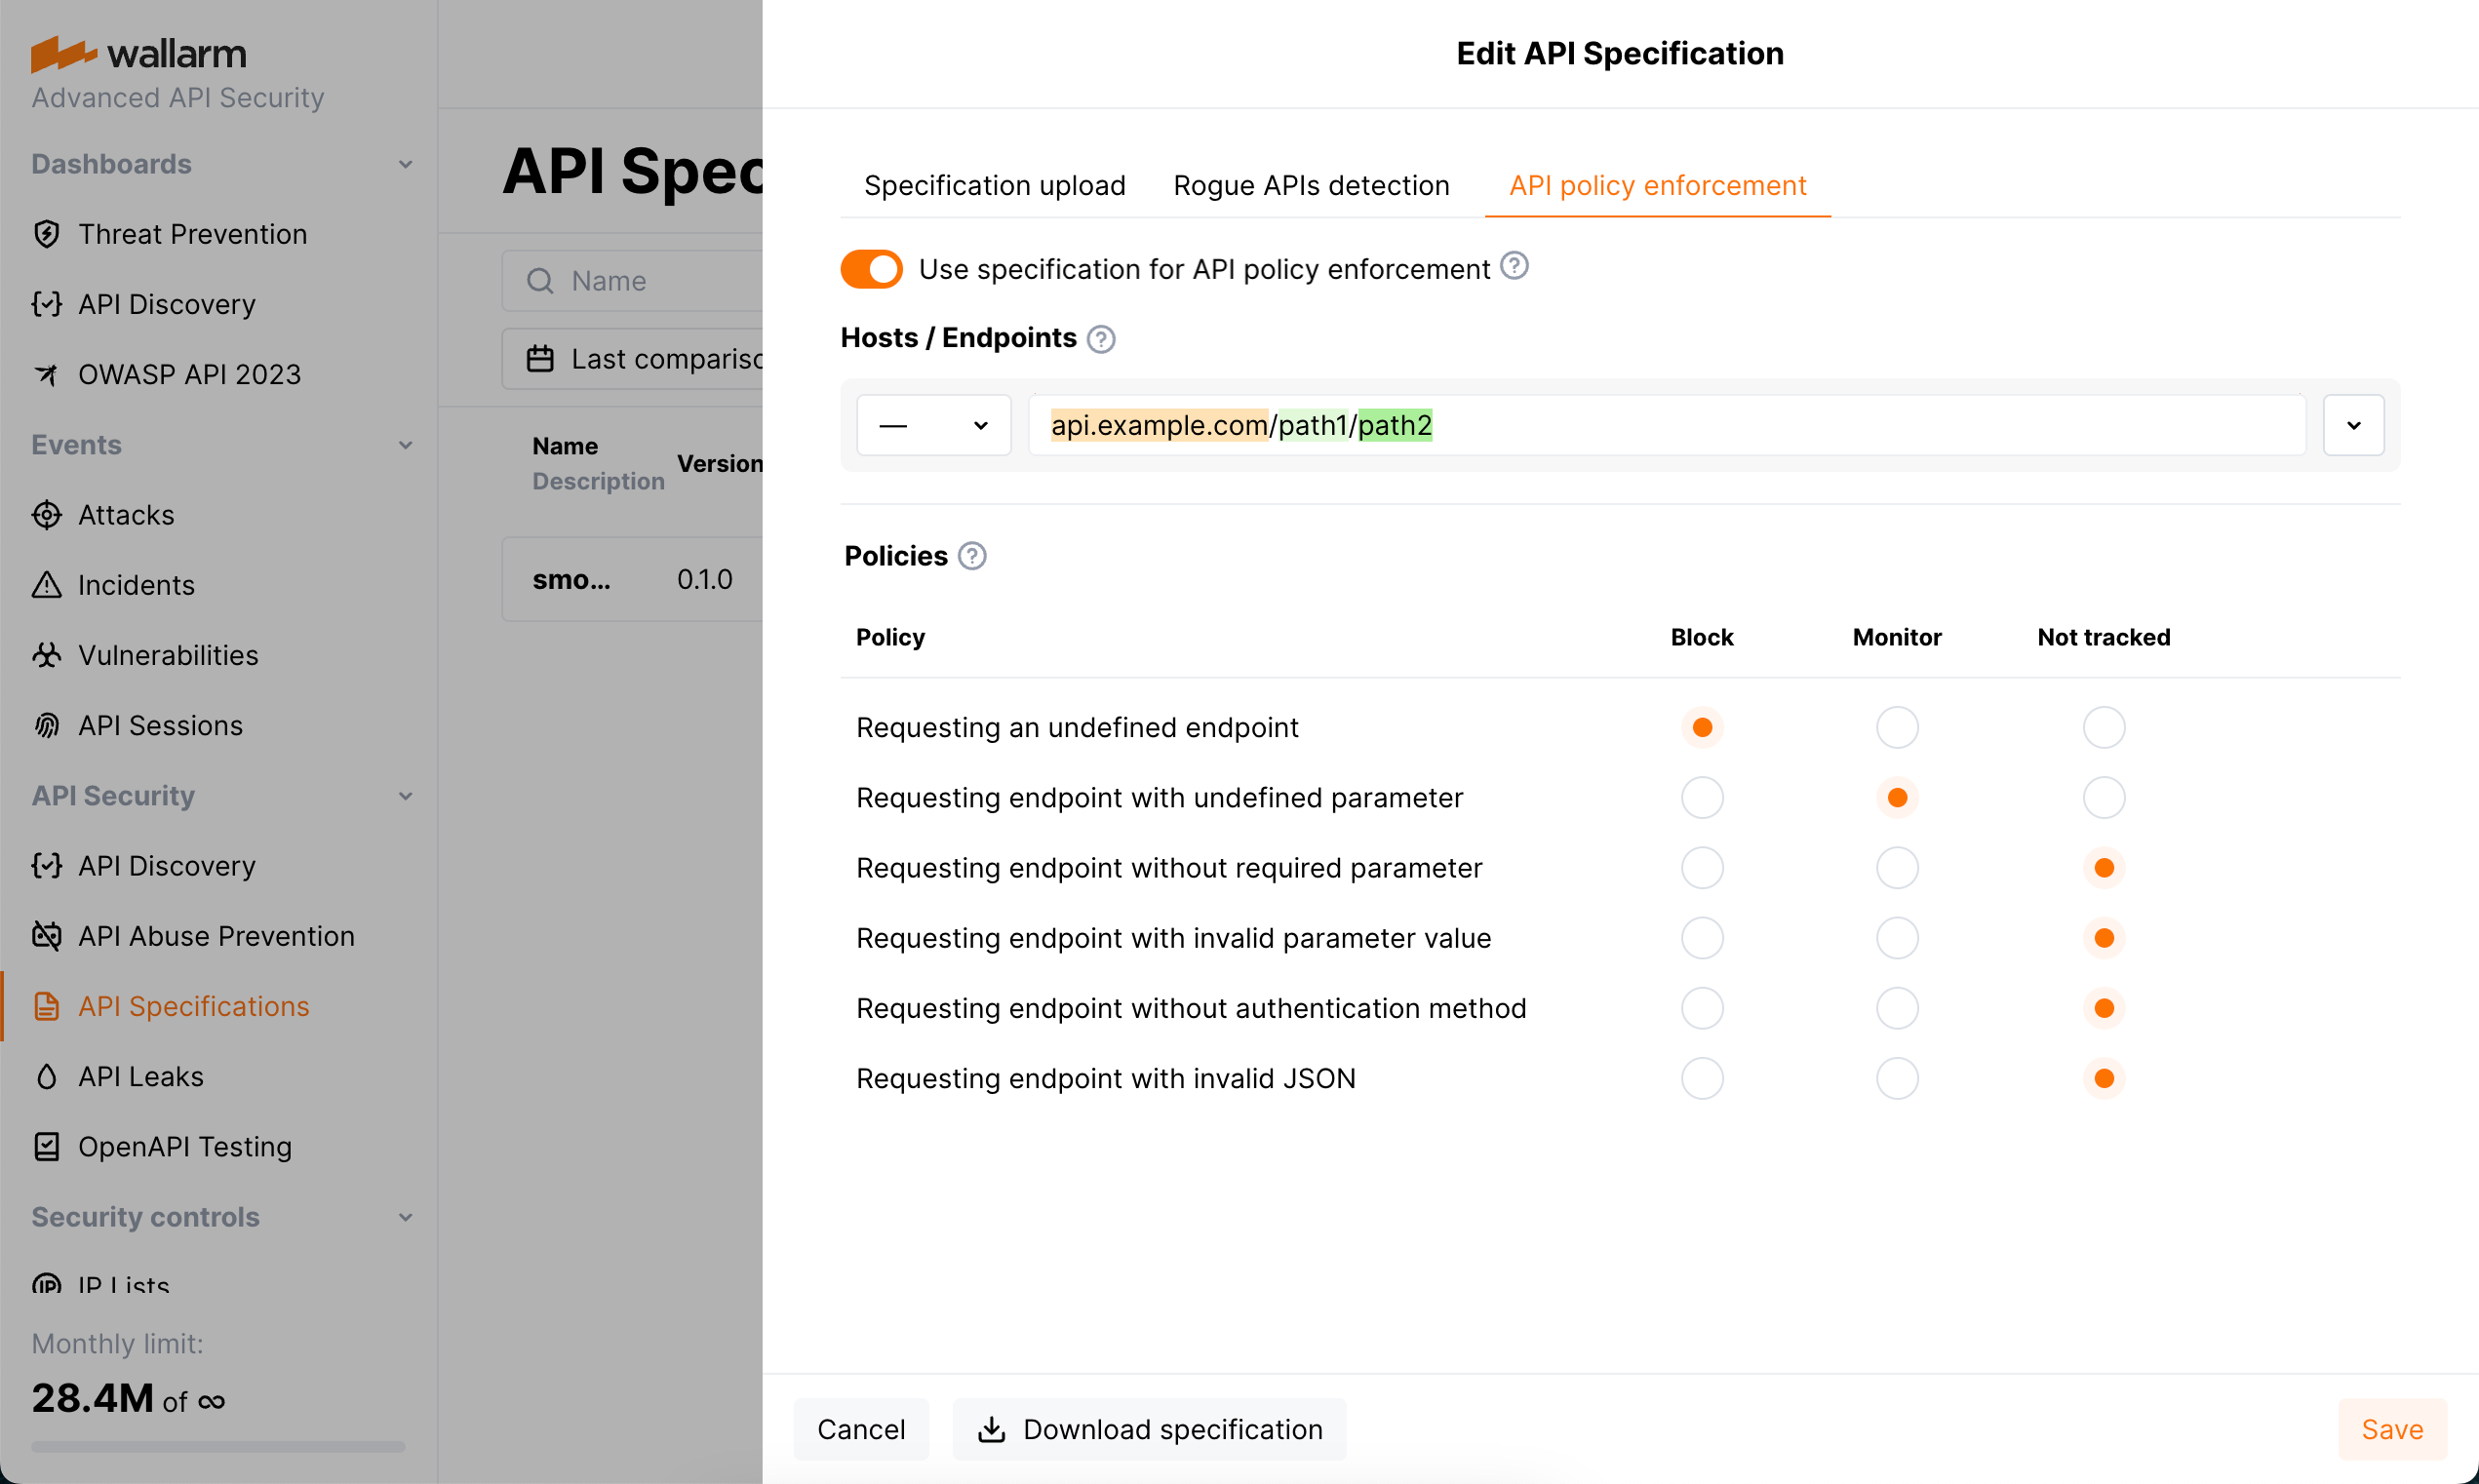 wallarm
Advanced API Security
Dashboards
Threat Prevention
API Discovery
OWASP API 2023
Events
Attacks
Incidents
Vulnerabilities
API Sessions
API Security
API Discovery
API Abuse Prevention
API Specifications
API Leaks
OpenAPI Testing
Security controls
IP Lists
Monthly limit:
28.4M of ∞
API Spec
Name
Last compariso
Name
Description
Version
smo...
0.1.0
Edit API Specification
Specification upload
Rogue APIs detection
API policy enforcement
Use specification for API policy enforcement ?
Hosts / Endpoints ?
—
api.example.com/path1/path2
Policies ?
Policy Block Monitor Not tracked
Requesting an undefined endpoint
Requesting endpoint with undefined parameter
Requesting endpoint without required parameter
Requesting endpoint with invalid parameter value
Requesting endpoint without authentication method
Requesting endpoint with invalid JSON
Cancel
Download specification
Save